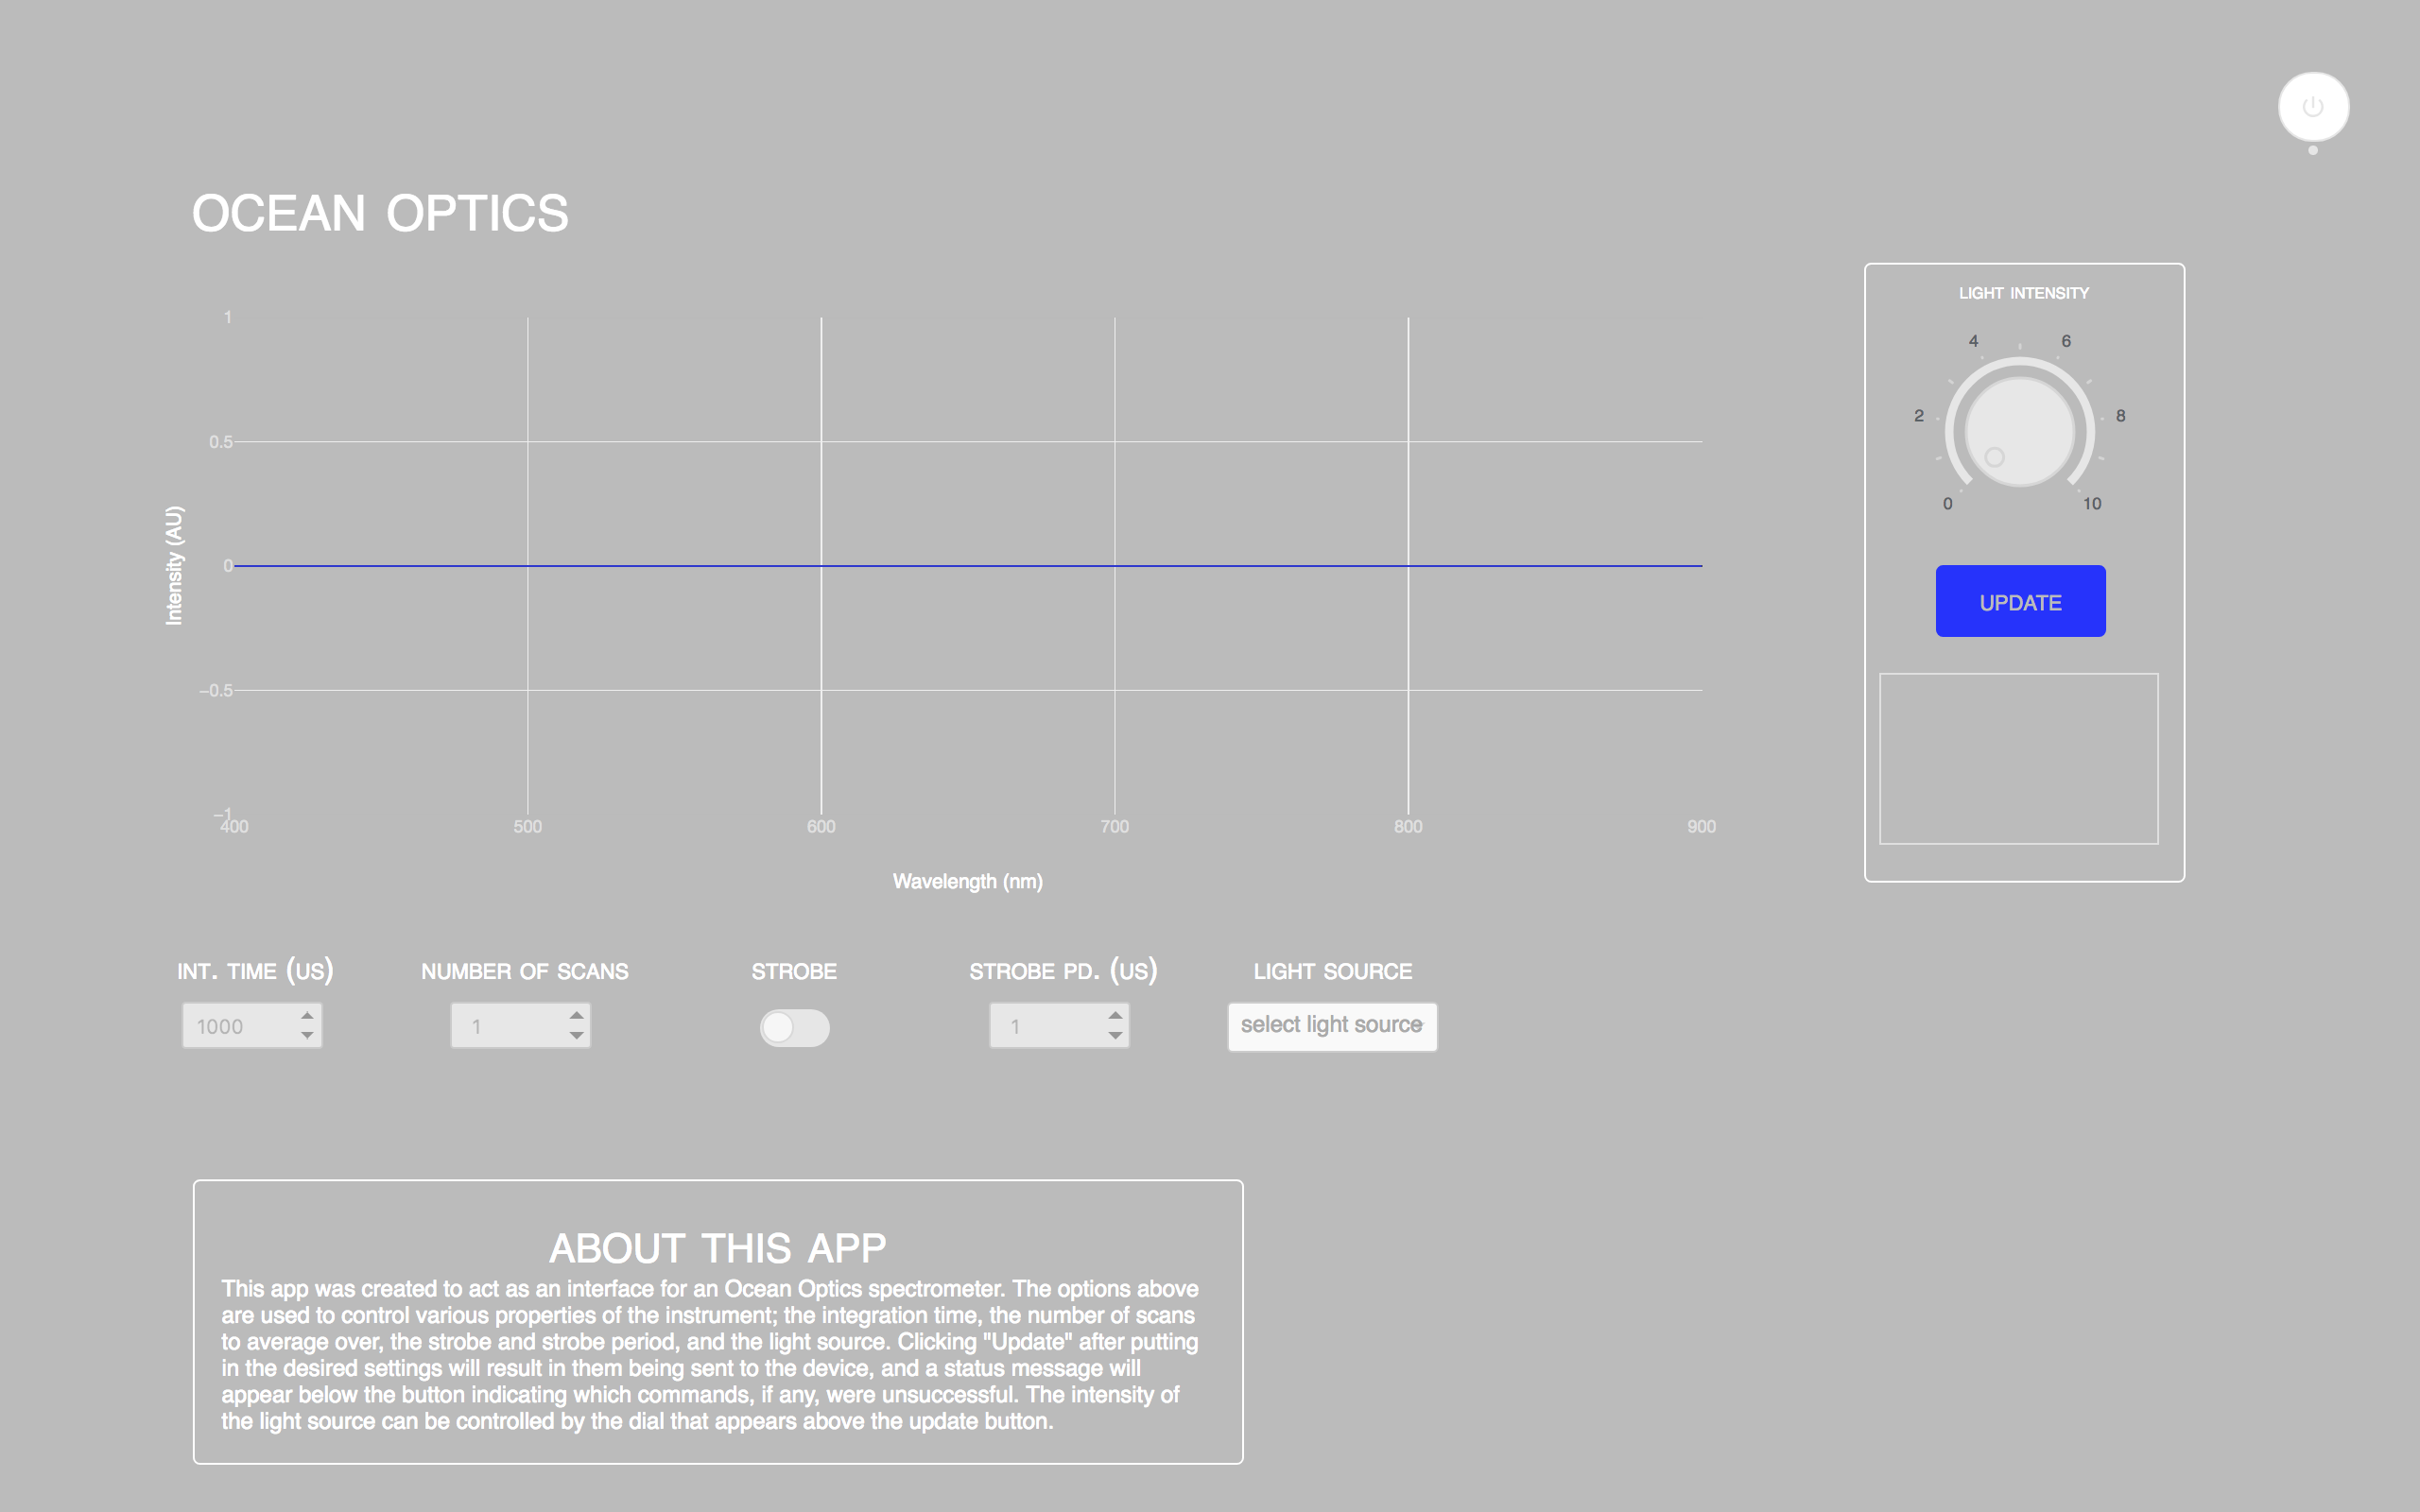 OCEAN OPTICS
LIGHT INTENSITY
4 6
2 8
0 10
UPDATE
1
0.5
0
−0.5
−1
Intensity (AU)
400 500 600 700 800 900
Wavelength (nm)
INT. TIME (US) NUMBER OF SCANS STROBE STROBE PD. (US) LIGHT SOURCE
1000 1 1 select light source
ABOUT THIS APP
This app was created to act as an interface for an Ocean Optics spectrometer. The options above
are used to control various properties of the instrument; the integration time, the number of scans
to average over, the strobe and strobe period, and the light source. Clicking "Update" after putting
in the desired settings will result in them being sent to the device, and a status message will
appear below the button indicating which commands, if any, were unsuccessful. The intensity of
the light source can be controlled by the dial that appears above the update button.